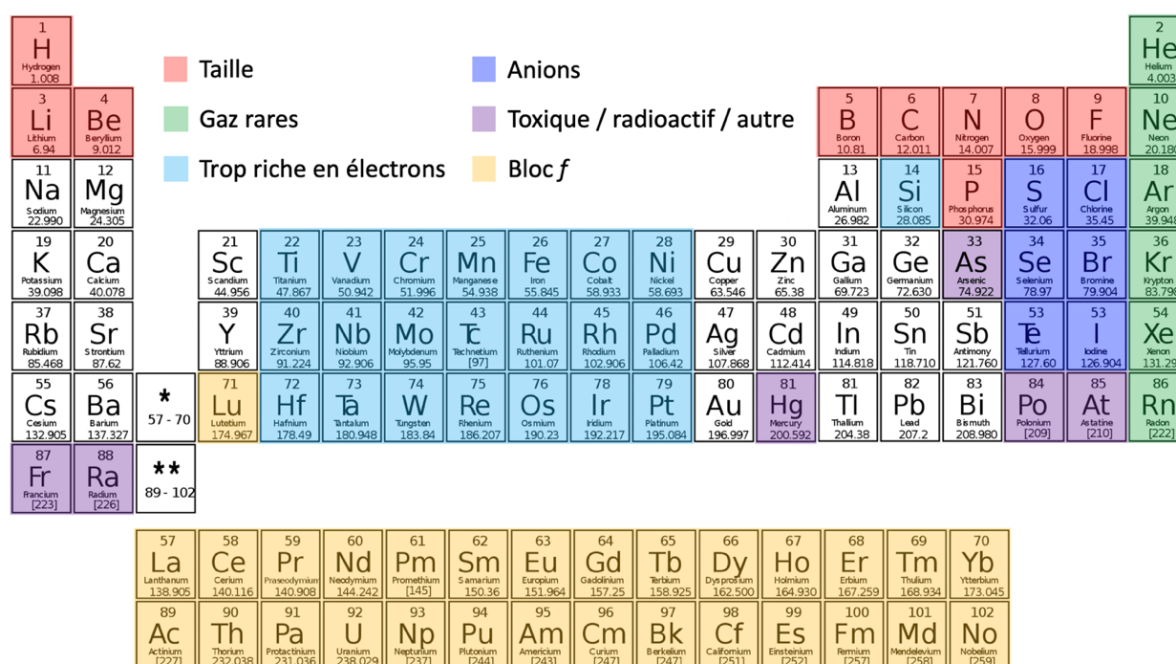 1 2
H He
Hydrogen Helium
1.008 4.003
Taille Anions
Gaz rares Toxique / radioactif / autre
Trop riche en électrons Bloc f
3 4 5 6 7 8 9 10
Li Be B C N O F Ne
Lithium Beryllium Boron Carbon Nitrogen Oxygen Fluorine Neon
6.94 9.012 10.81 12.011 14.007 15.999 18.998 20.180
11 12 13 14 15 16 17 18
Na Mg Al Si P S Cl Ar
Sodium Magnesium Aluminum Silicon Phosphorus Sulfur Chlorine Argon
22.990 24.305 26.982 28.085 30.974 32.06 35.45 39.948
19 20 21 22 23 24 25 26 27 28 29 30 31 32 33 34 35 36
K Ca Sc Ti V Cr Mn Fe Co Ni Cu Zn Ga Ge As Se Br Kr
Potassium Calcium Scandium Titanium Vanadium Chromium Manganese Iron Cobalt Nickel Copper Zinc Gallium Germanium Arsenic Selenium Bromine Krypton
39.098 40.078 44.956 47.867 50.942 51.996 54.938 55.845 58.933 58.693 63.546 65.38 69.723 72.630 74.922 78.97 79.904
37 38 39 40 41 42 43 44 45 46 47 48 49 50 51 53 53 54
Rb Sr Y Zr Nb Mo Tc Ru Rh Pd Ag Cd In Sn Sb Te I Xe
Rubidium Strontium Yttrium Zirconium Niobium Molybdenum Technetium Ruthenium Rhodium Palladium Silver Cadmium Indium Tin Antimony Tellurium Iodine Xenon
85.468 87.62 88.906 91.224 92.906 95.95 [97] 101.07 102.906 106.42 107.868 112.414 114.818 118.710 121.760 127.60 126.904 131.29
55 56 71 72 73 74 75 76 78 79 80 81 81 82 83 84 85 86
Cs Ba * Lu Hf Ta W Re Os Ir Pt Au Hg Tl Pb Bi Po At Rn
Cesium Barium 57 - 70 Lutetium Hafnium Tantalum Tungsten Rhenium Osmium Iridium Platinum Gold Mercury Thallium Lead Bismuth Polonium Astatine Radon
132.905 137.327 174.967 178.49 180.948 183.84 186.207 190.23 192.217 195.084 196.997 200.592 204.38 207.2 208.980 [209] [210] [222]
87 88
Fr Ra **
Francium Radium 89 - 102
[223] [226]
57 58 59 60 61 62 63 64 65 66 67 68 69 70
La Ce Pr Nd Pm Sm Eu Gd Tb Dy Ho Er Tm Yb
Lanthanum Cerium Praseodymium Neodymium Promethium Samarium Europium Gadolinium Terbium Dysprosium Holmium Erbium Thulium Ytterbium
138.905 140.116 140.908 144.242 [145] 150.36 151.964 157.25 158.925 162.500 164.930 167.259 168.934 173.045
89 90 91 92 93 94 95 96 97 98 99 100 101 102
Ac Th Pa U Np Pu Am Cm Bk Cf Es Fm Md No
Actinium Thorium Protactinium Uranium Neptunium Plutonium Americium Curium Berkelium Californium Einsteinium Fermium Mendelevium Nobelium
[227] 232.038 231.036 238.029 [237] [244] [243] [247] [247] [251] [252] [257] [258] [259]